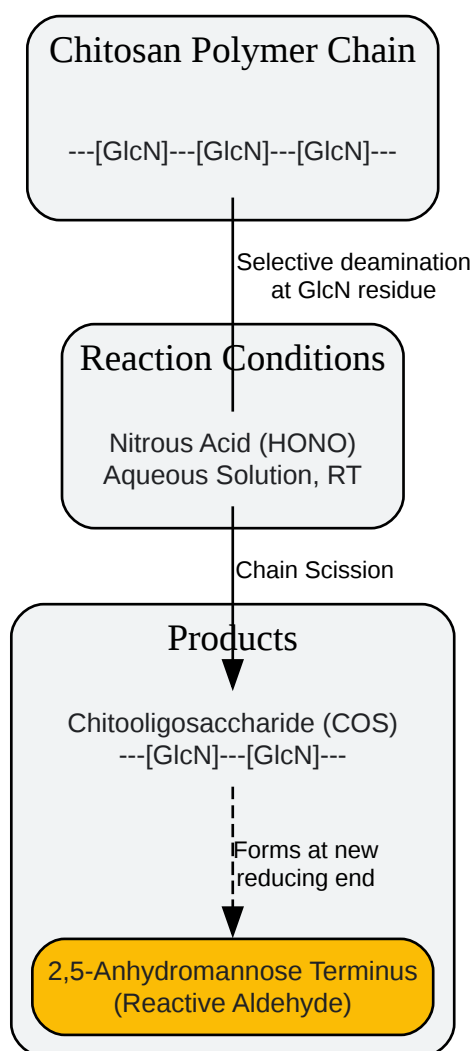 Chitosan Polymer Chain
---[GlcN]---[GlcN]---[GlcN]---
Selective deamination
at GlcN residue
Reaction Conditions
Nitrous Acid (HONO)
Aqueous Solution, RT
Chain Scission
Products
Chitooligosaccharide (COS)
---[GlcN]---[GlcN]---
Forms at new
reducing end
2,5-Anhydromannose Terminus
(Reactive Aldehyde)